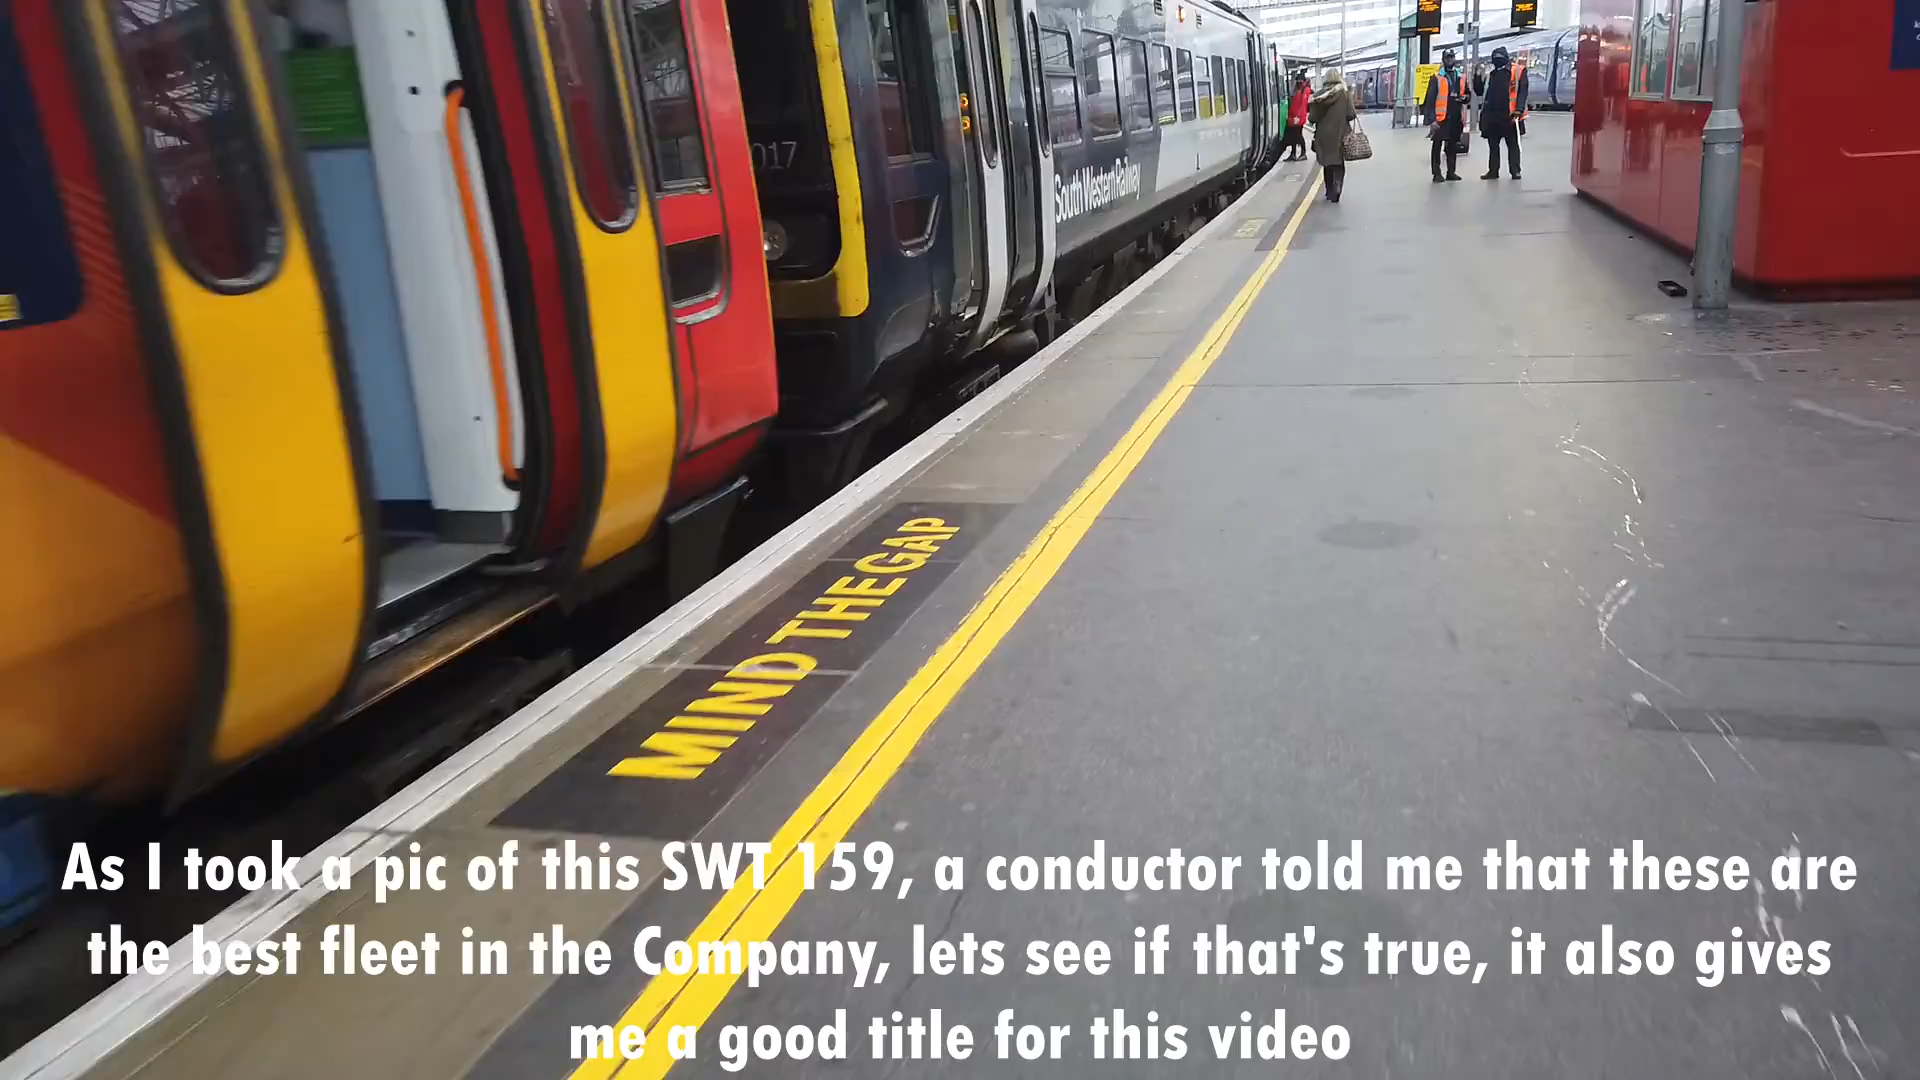 017
South Western Railway
MIND THE GAP
As I took a pic of this SWT 159, a conductor told me that these are
the best fleet in the Company, lets see if that's true, it also gives
me a good title for this video